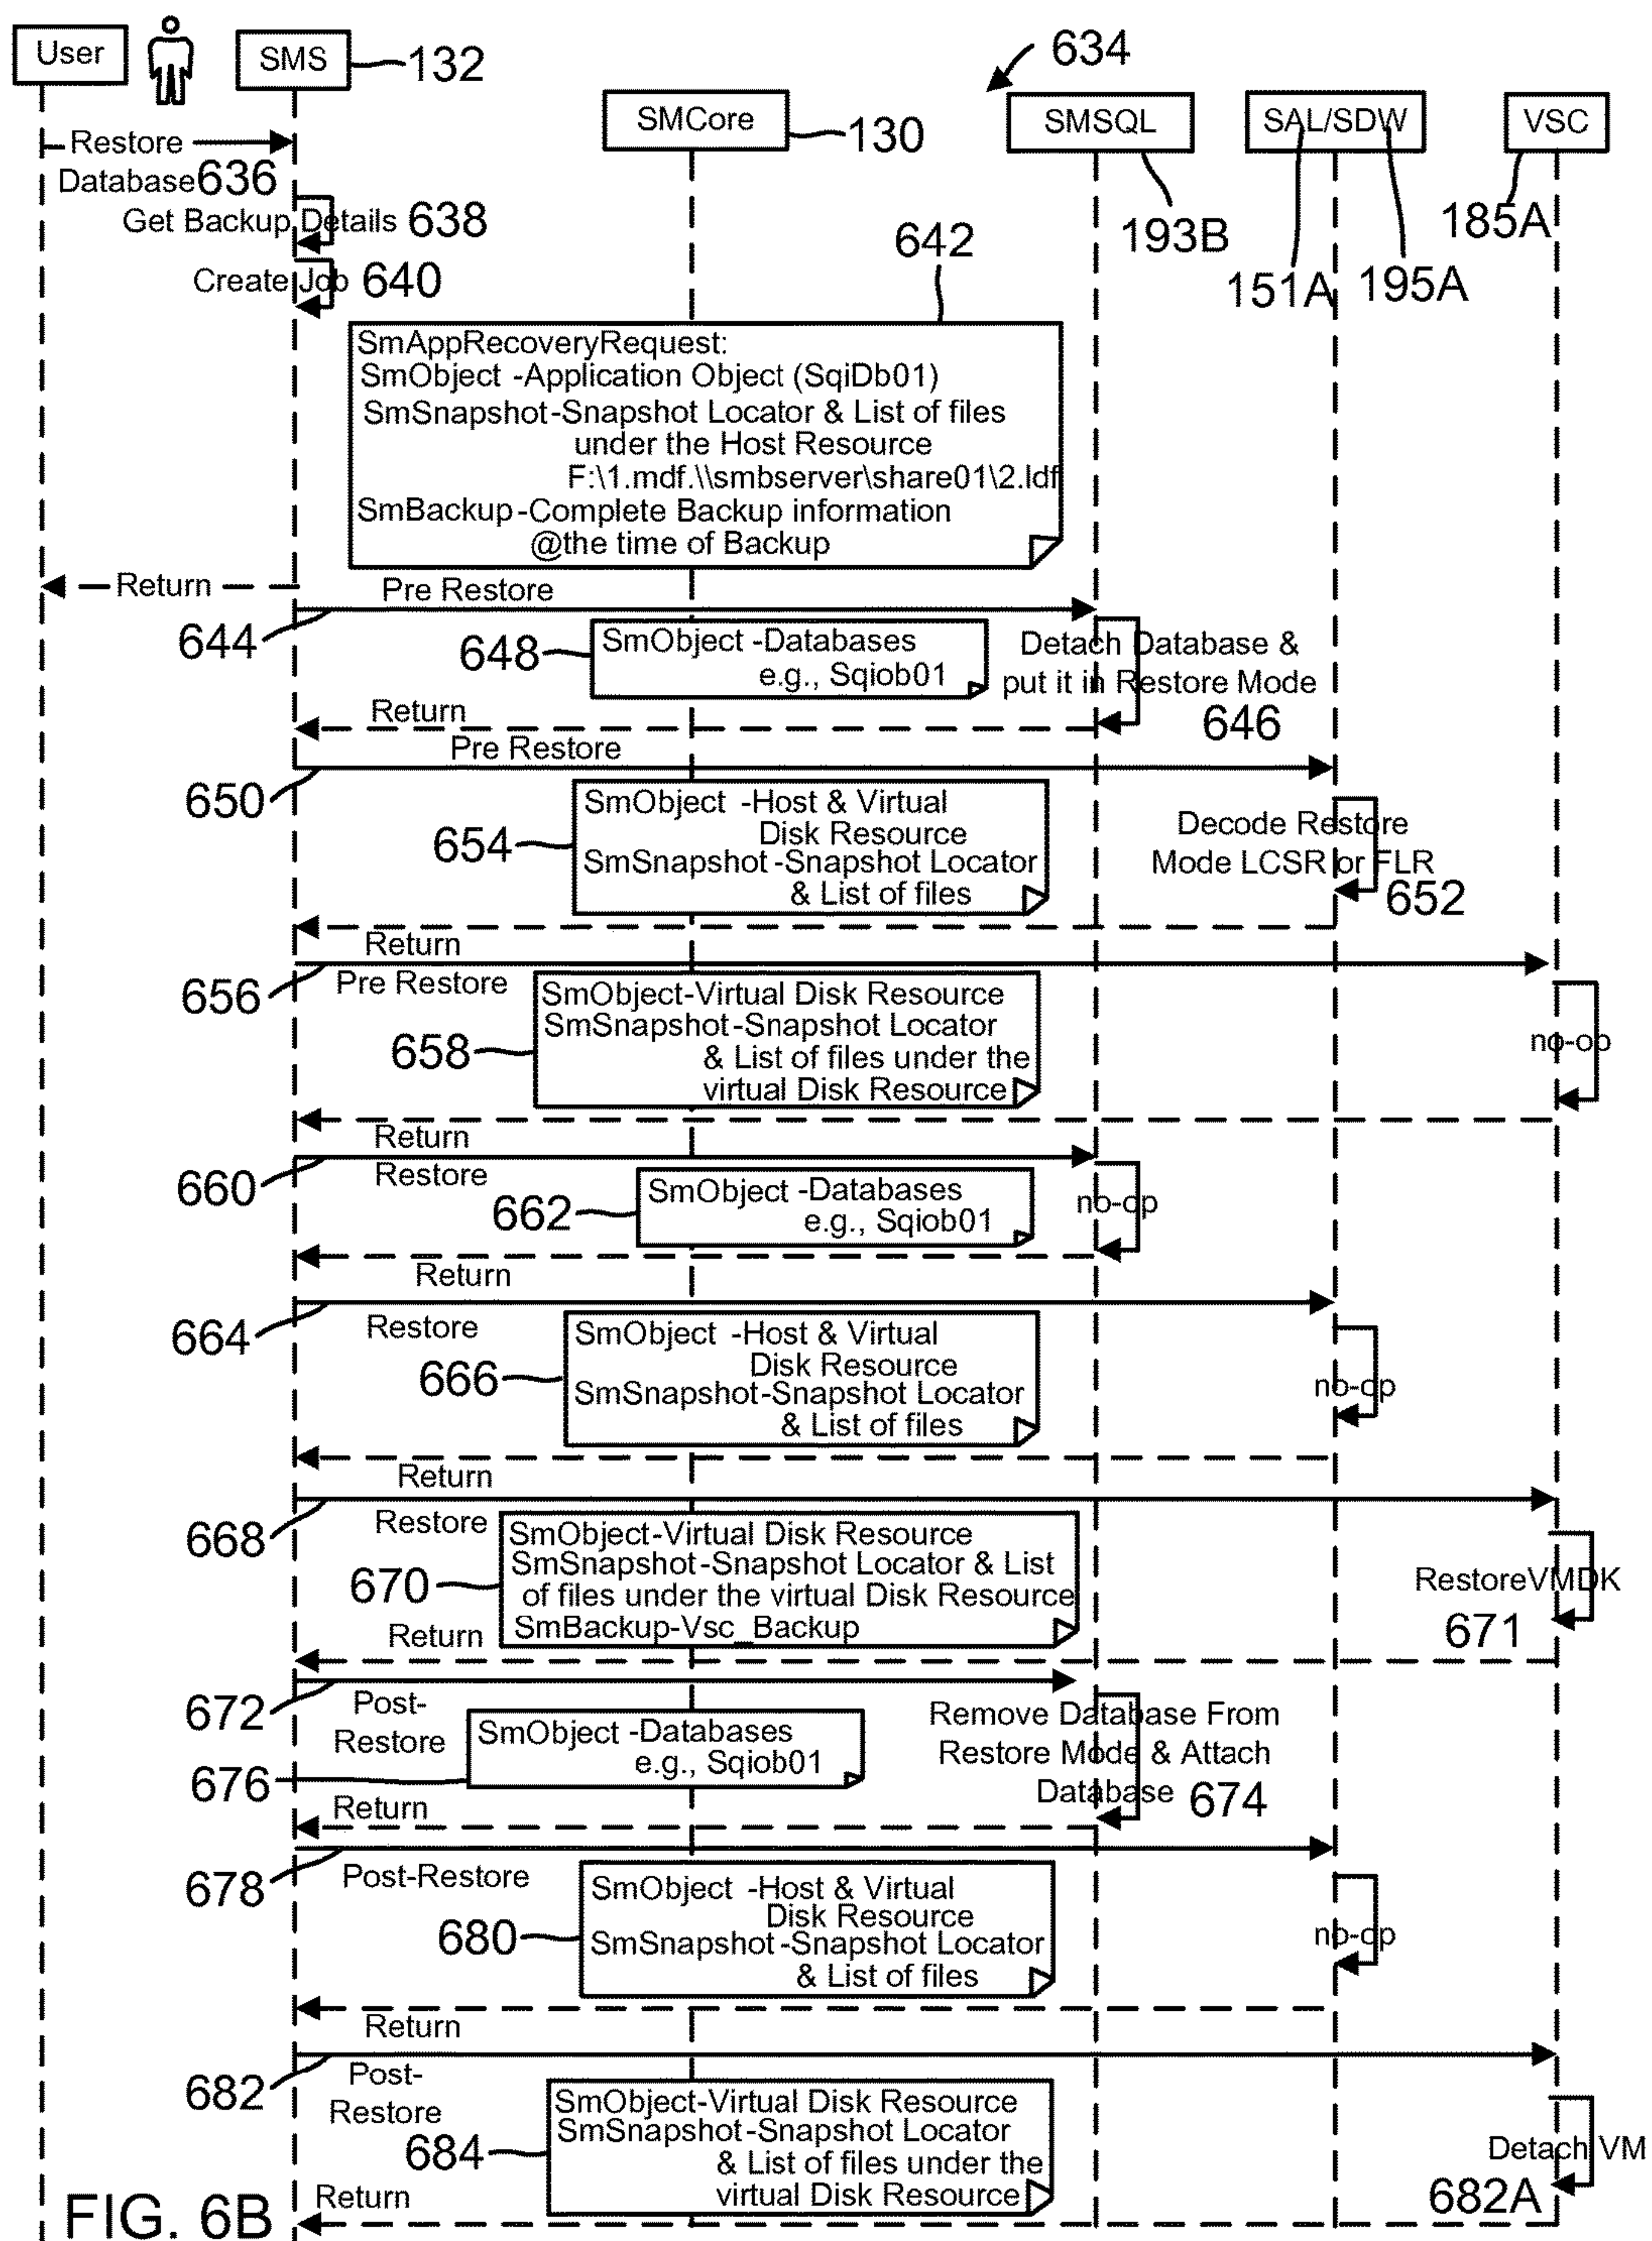 User
SMS
132
634
SMCore
130
SMSQL
SAL/SDW
VSC
193B
151A
195A
185A
Restore
Database
636
Get Backup Details 638
Create Job 640
642
SmAppRecoveryRequest:
SmObject -Application Object (SqiDb01)
SmSnapshot-Snapshot Locator & List of files
under the Host Resource
F:\1.mdf.\\smbserver\share01\2.ldf
SmBackup-Complete Backup information
@the time of Backup
Return
Pre Restore
644
648
SmObject -Databases
e.g., Sqiob01
Detach Database &
put it in Restore Mode
646
Return
Pre Restore
650
654
SmObject -Host & Virtual
Disk Resource
SmSnapshot-Snapshot Locator
& List of files
Decode Restore
Mode LCSR or FLR
652
Return
656
Pre Restore
658
SmObject-Virtual Disk Resource
SmSnapshot-Snapshot Locator
& List of files under the
virtual Disk Resource
no-op
Return
660
Restore
662
SmObject -Databases
e.g., Sqiob01
no-op
Return
664
Restore
666
SmObject -Host & Virtual
Disk Resource
SmSnapshot-Snapshot Locator
& List of files
no-op
Return
668
Restore
670
SmObject-Virtual Disk Resource
SmSnapshot-Snapshot Locator & List
of files under the virtual Disk Resource
SmBackup-Vsc_Backup
RestoreVMDK
671
Return
672
Post-
Restore
676
SmObject -Databases
e.g., Sqiob01
Remove Database From
Restore Mode & Attach
Database 674
Return
678
Post-Restore
680
SmObject -Host & Virtual
Disk Resource
SmSnapshot-Snapshot Locator
& List of files
no-op
Return
682
Post-
Restore
684
SmObject-Virtual Disk Resource
SmSnapshot-Snapshot Locator
& List of files under the
virtual Disk Resource
Detach VM
682A
Return
FIG. 6B